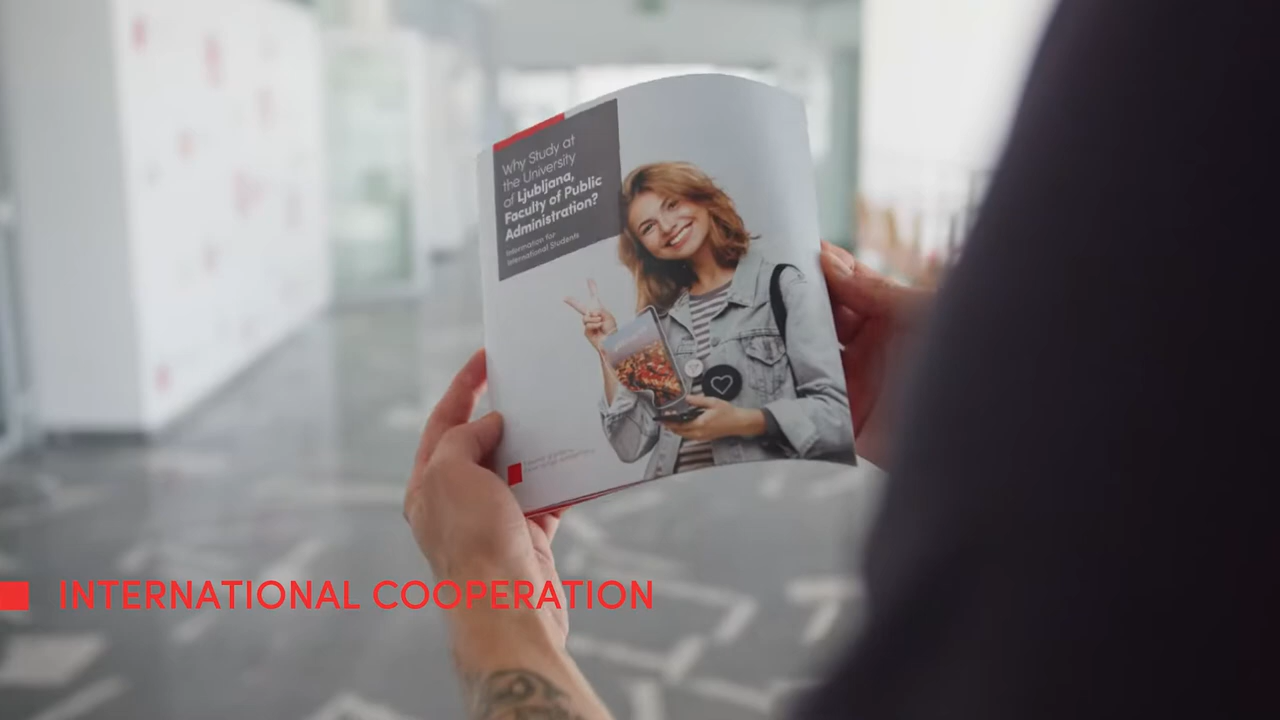 Why Study at
the University
of Ljubljana,
Faculty of Public
Administration?
Information for
International Students
INTERNATIONAL COOPERATION